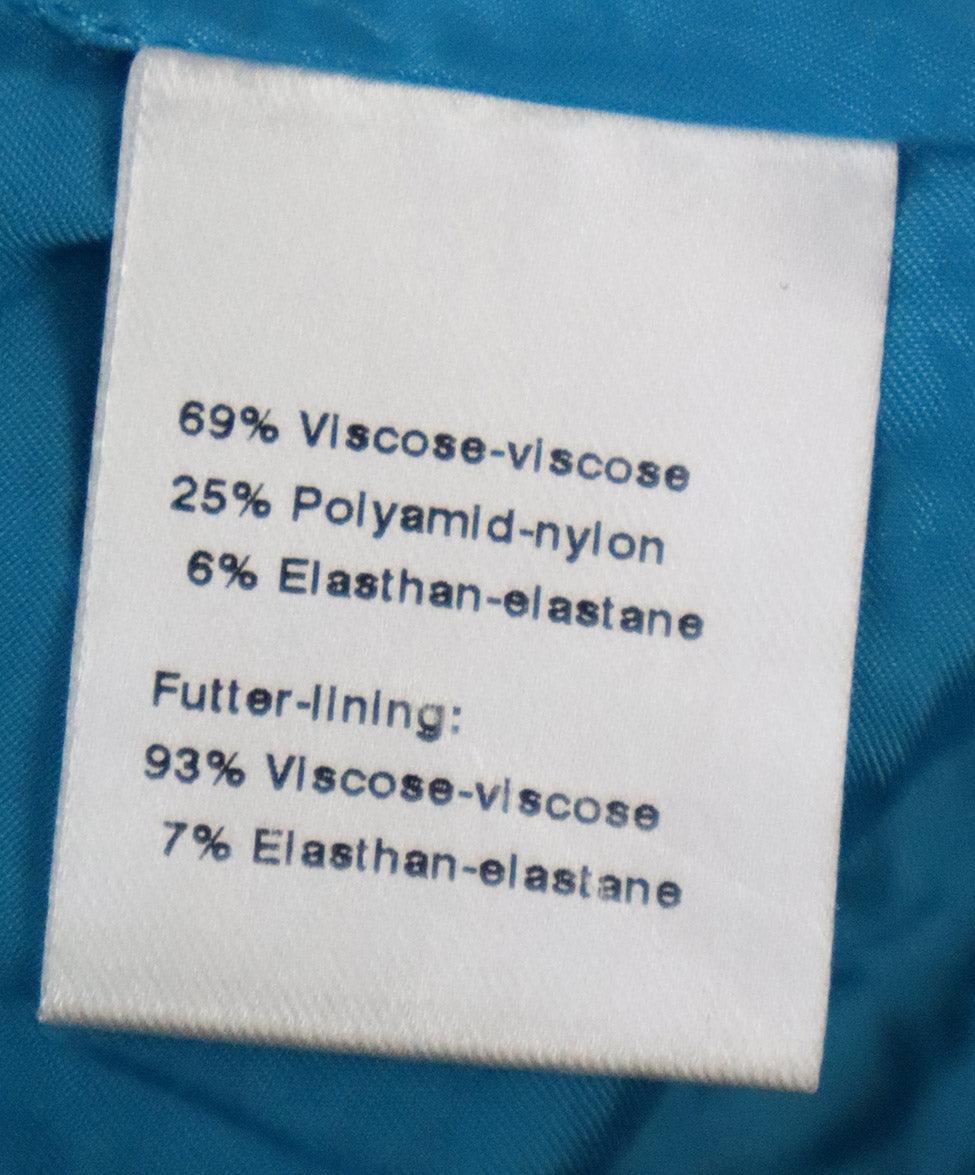 69% Viscose-viscose
25% Polyamid-nylon
6% Elasthan-elastane
Futter-lining:
93% Viscose-viscose
7% Elasthan-elastane